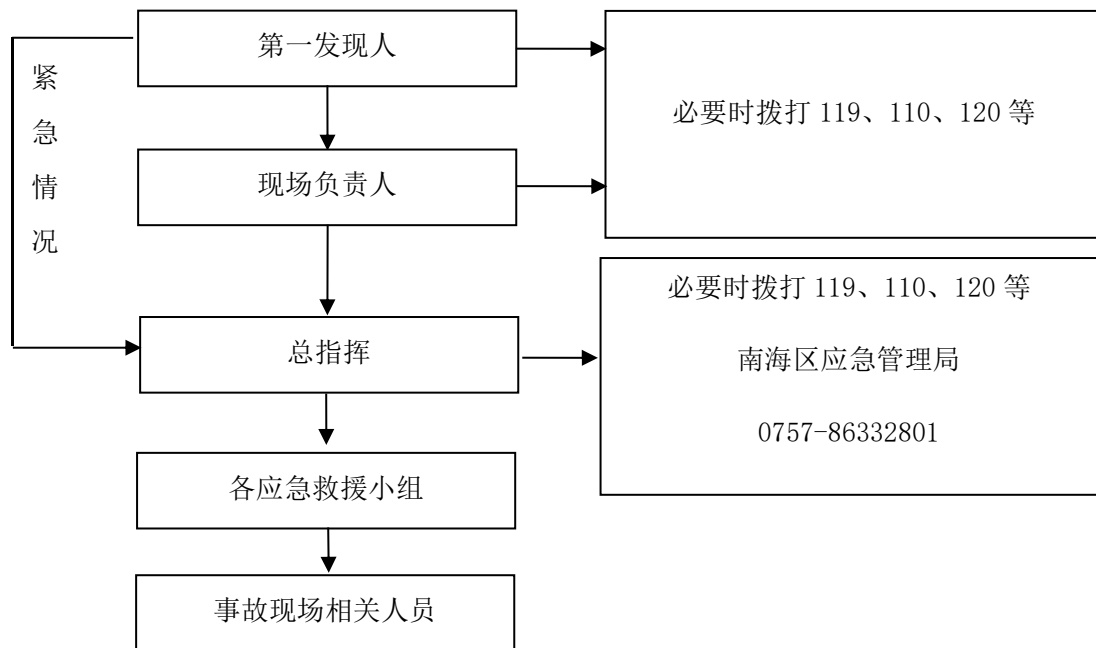 第一发现人
紧急情况
必要时拨打 119、110、120 等
现场负责人
总指挥
必要时拨打 119、110、120 等
南海区应急管理局
0757-86332801
各应急救援小组
事故现场相关人员